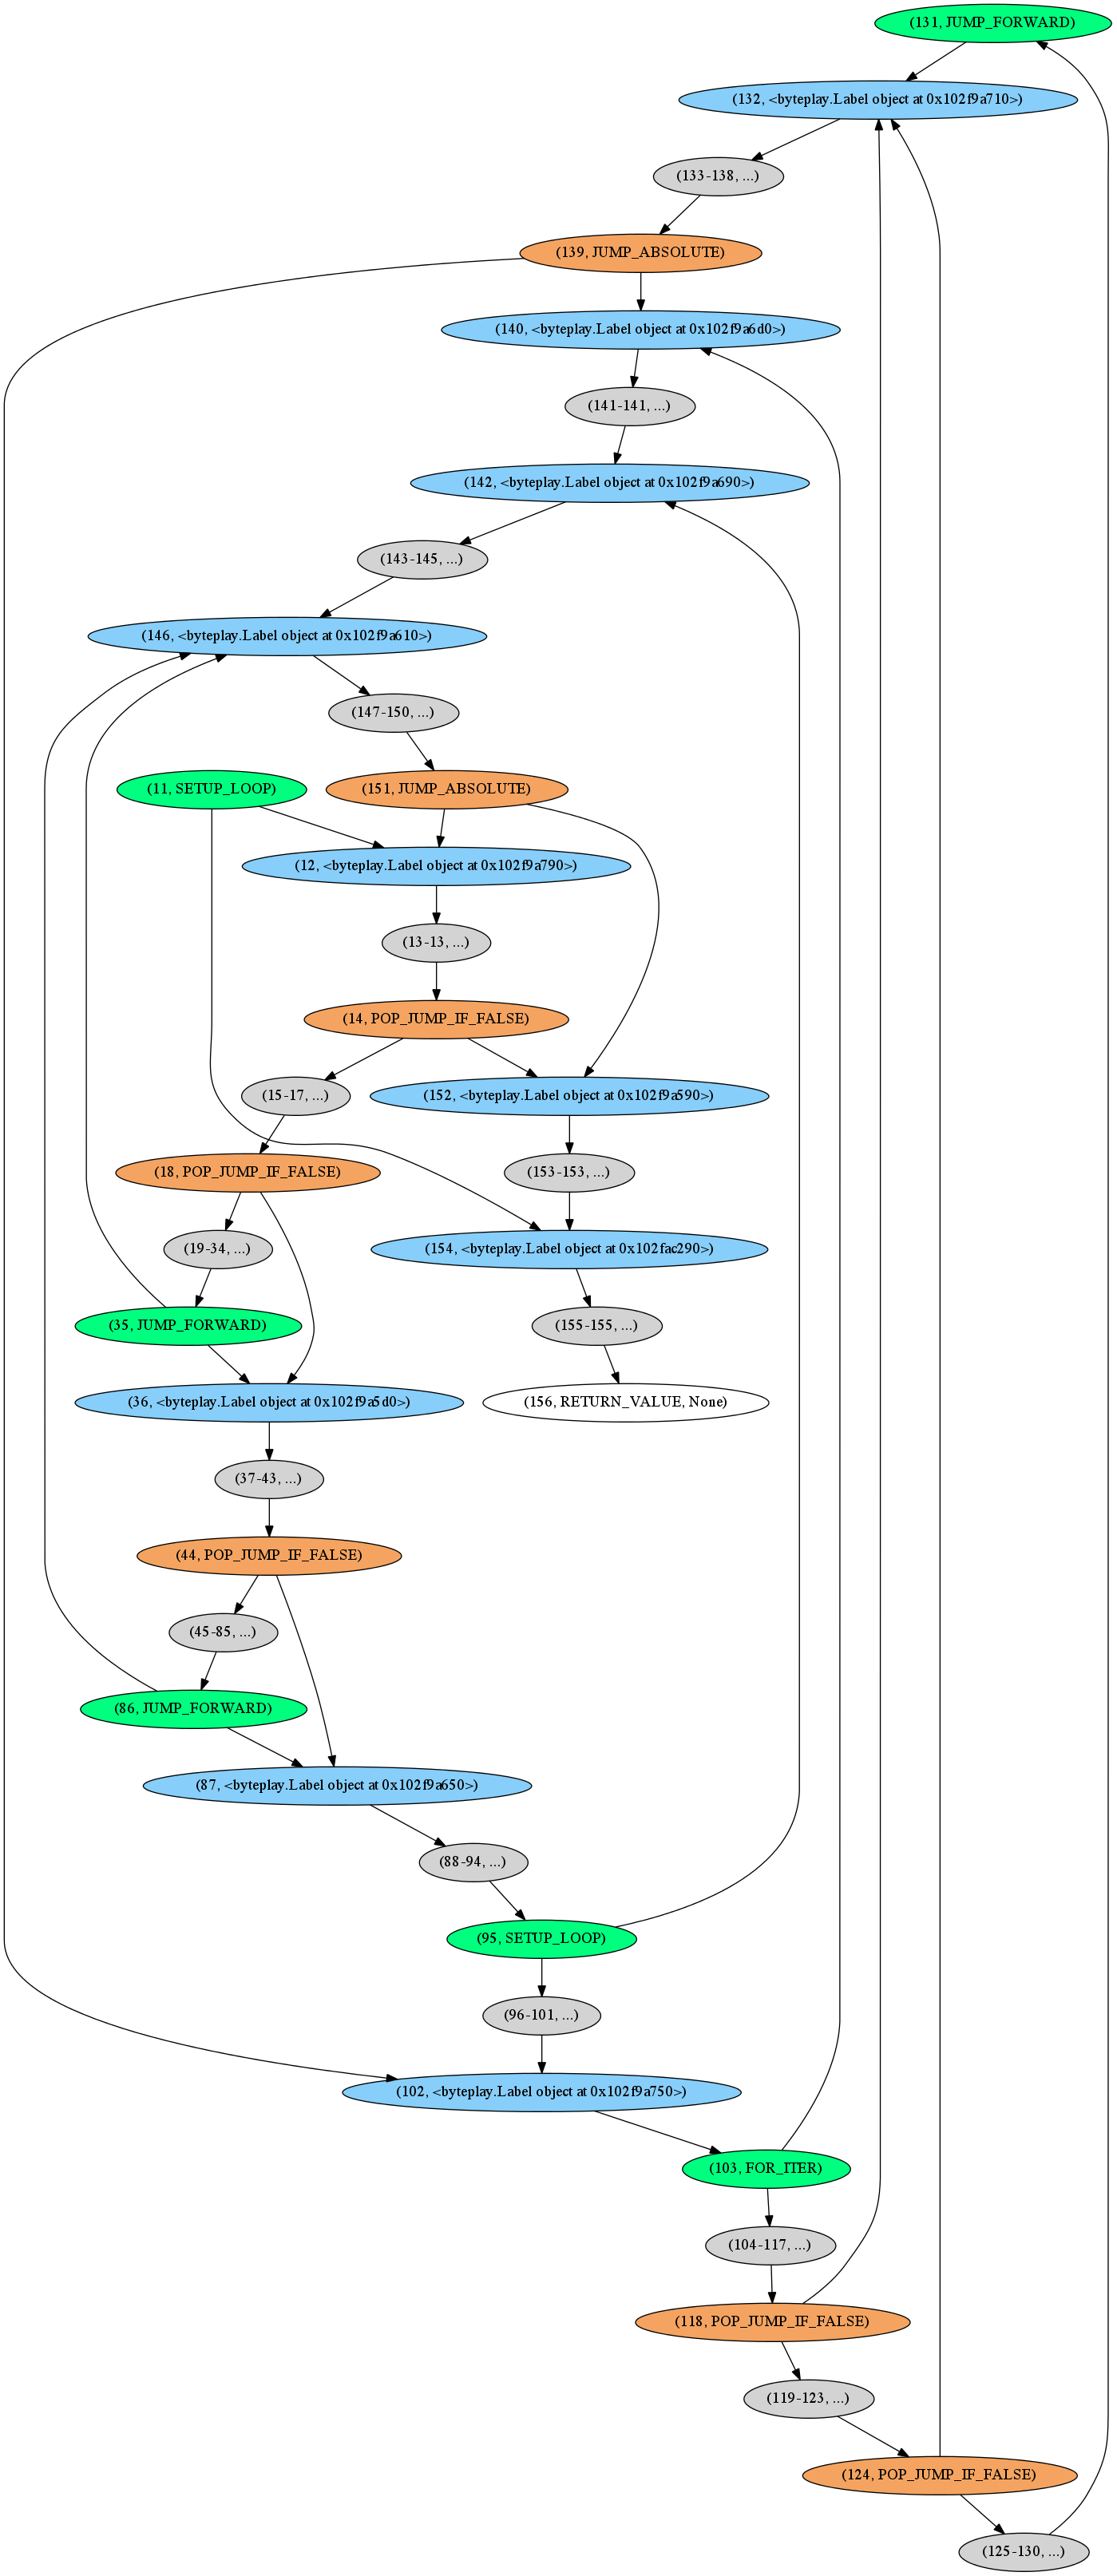 (131, JUMP_FORWARD)
(132, <byteplay.Label object at 0x102f9a710>)
(133-138, ...)
(139, JUMP_ABSOLUTE)
(140, <byteplay.Label object at 0x102f9a6d0>)
(141-141, ...)
(142, <byteplay.Label object at 0x102f9a690>)
(143-145, ...)
(146, <byteplay.Label object at 0x102f9a610>)
(147-150, ...)
(11, SETUP_LOOP)
(151, JUMP_ABSOLUTE)
(12, <byteplay.Label object at 0x102f9a790>)
(13-13, ...)
(14, POP_JUMP_IF_FALSE)
(15-17, ...)
(152, <byteplay.Label object at 0x102f9a590>)
(18, POP_JUMP_IF_FALSE)
(153-153, ...)
(19-34, ...)
(154, <byteplay.Label object at 0x102fac290>)
(35, JUMP_FORWARD)
(155-155, ...)
(36, <byteplay.Label object at 0x102f9a5d0>)
(156, RETURN_VALUE, None)
(37-43, ...)
(44, POP_JUMP_IF_FALSE)
(45-85, ...)
(86, JUMP_FORWARD)
(87, <byteplay.Label object at 0x102f9a650>)
(88-94, ...)
(95, SETUP_LOOP)
(96-101, ...)
(102, <byteplay.Label object at 0x102f9a750>)
(103, FOR_ITER)
(104-117, ...)
(118, POP_JUMP_IF_FALSE)
(119-123, ...)
(124, POP_JUMP_IF_FALSE)
(125-130, ...)